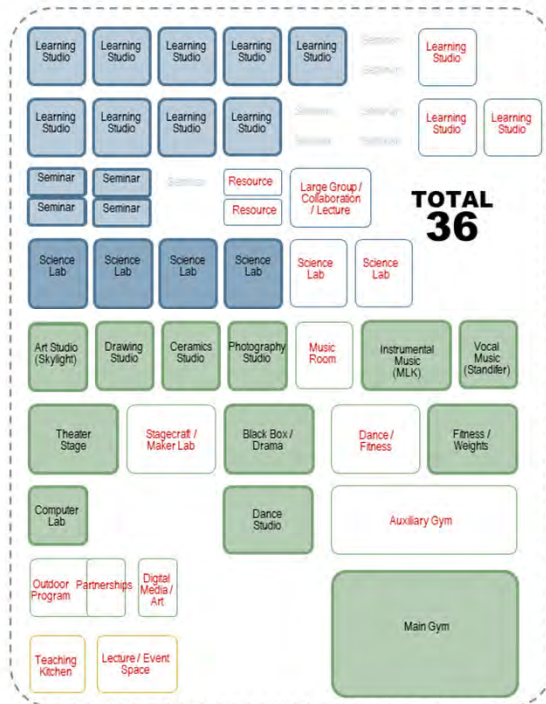 Learning
Studio
Learning
Studio
Learning
Studio
Learning
Studio
Learning
Studio
Seminar
Seminar
Learning
Studio
Learning
Studio
Learning
Studio
Learning
Studio
Learning
Studio
Learning
Studio
Learning
Studio
Seminar
Seminar
Seminar
Resource
Large Group /
Collaboration
/ Lecture
Seminar
Seminar
Resource
TOTAL
36
Science
Lab
Science
Lab
Science
Lab
Science
Lab
Science
Lab
Science
Lab
Art Studio
(Skylight)
Drawing
Studio
Ceramics
Studio
Photography
Studio
Music
Room
Instrumental
Music
(MLK)
Vocal
Music
(Standifer)
Theater
Stage
Stagecraft /
Maker Lab
Black Box /
Drama
Dance /
Fitness
Fitness /
Weights
Computer
Lab
Dance
Studio
Auxiliary Gym
Outdoor
Program
Partnerships
Digital
Media /
Art
Main Gym
Teaching
Kitchen
Lecture / Event
Space